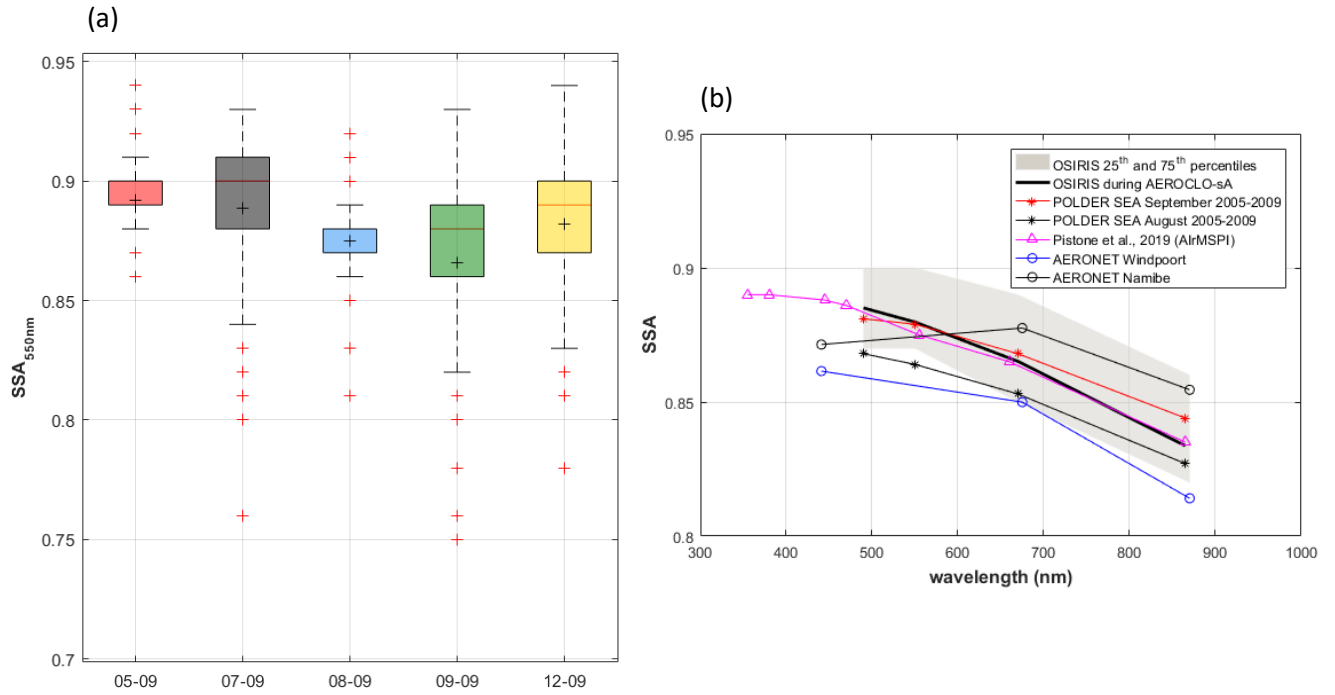 (a)
0.95
0.9
0.85
0.8
0.75
0.7
SSA550nm
05-09
07-09
08-09
09-09
12-09
(b)
0.95
0.9
0.85
0.8
SSA
300
400
500
600
700
800
900
1000
wavelength (nm)
OSIRIS 25th and 75th percentiles
OSIRIS during AEROCLO-sA
POLDER SEA September 2005-2009
POLDER SEA August 2005-2009
Pistone et al., 2019 (AIrMSPI)
AERONET Windpoort
AERONET Namibe